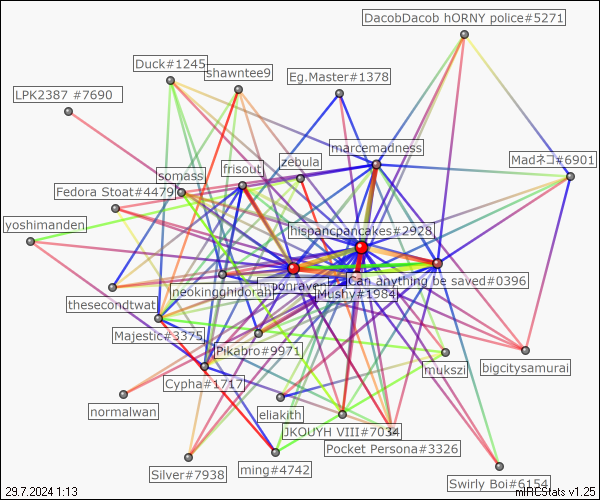 DacobDacob hORNY police#5271
Duck#1245
shawntee9
Eg.Master#1378
LPK2387 #7690
marcemadness
Madネコ#6901
zebula
frisout
somass
Fedora Stoat#4479
yoshimanden
hispancpancakes#2928
Can anything be saved#0396
neokingghidorah
Mushy#1984
thesecondtwat
Majestic#3375
Pikabro#9971
mukszi
bigcitysamurai
Cypha#1717
normalwan
eliakith
JKOUYH VIII#7034
Pocket Persona#3326
Silver#7938
ming#4742
Swirly Boi#6154
29.7.2024 1:13
mIRCStats v1.25